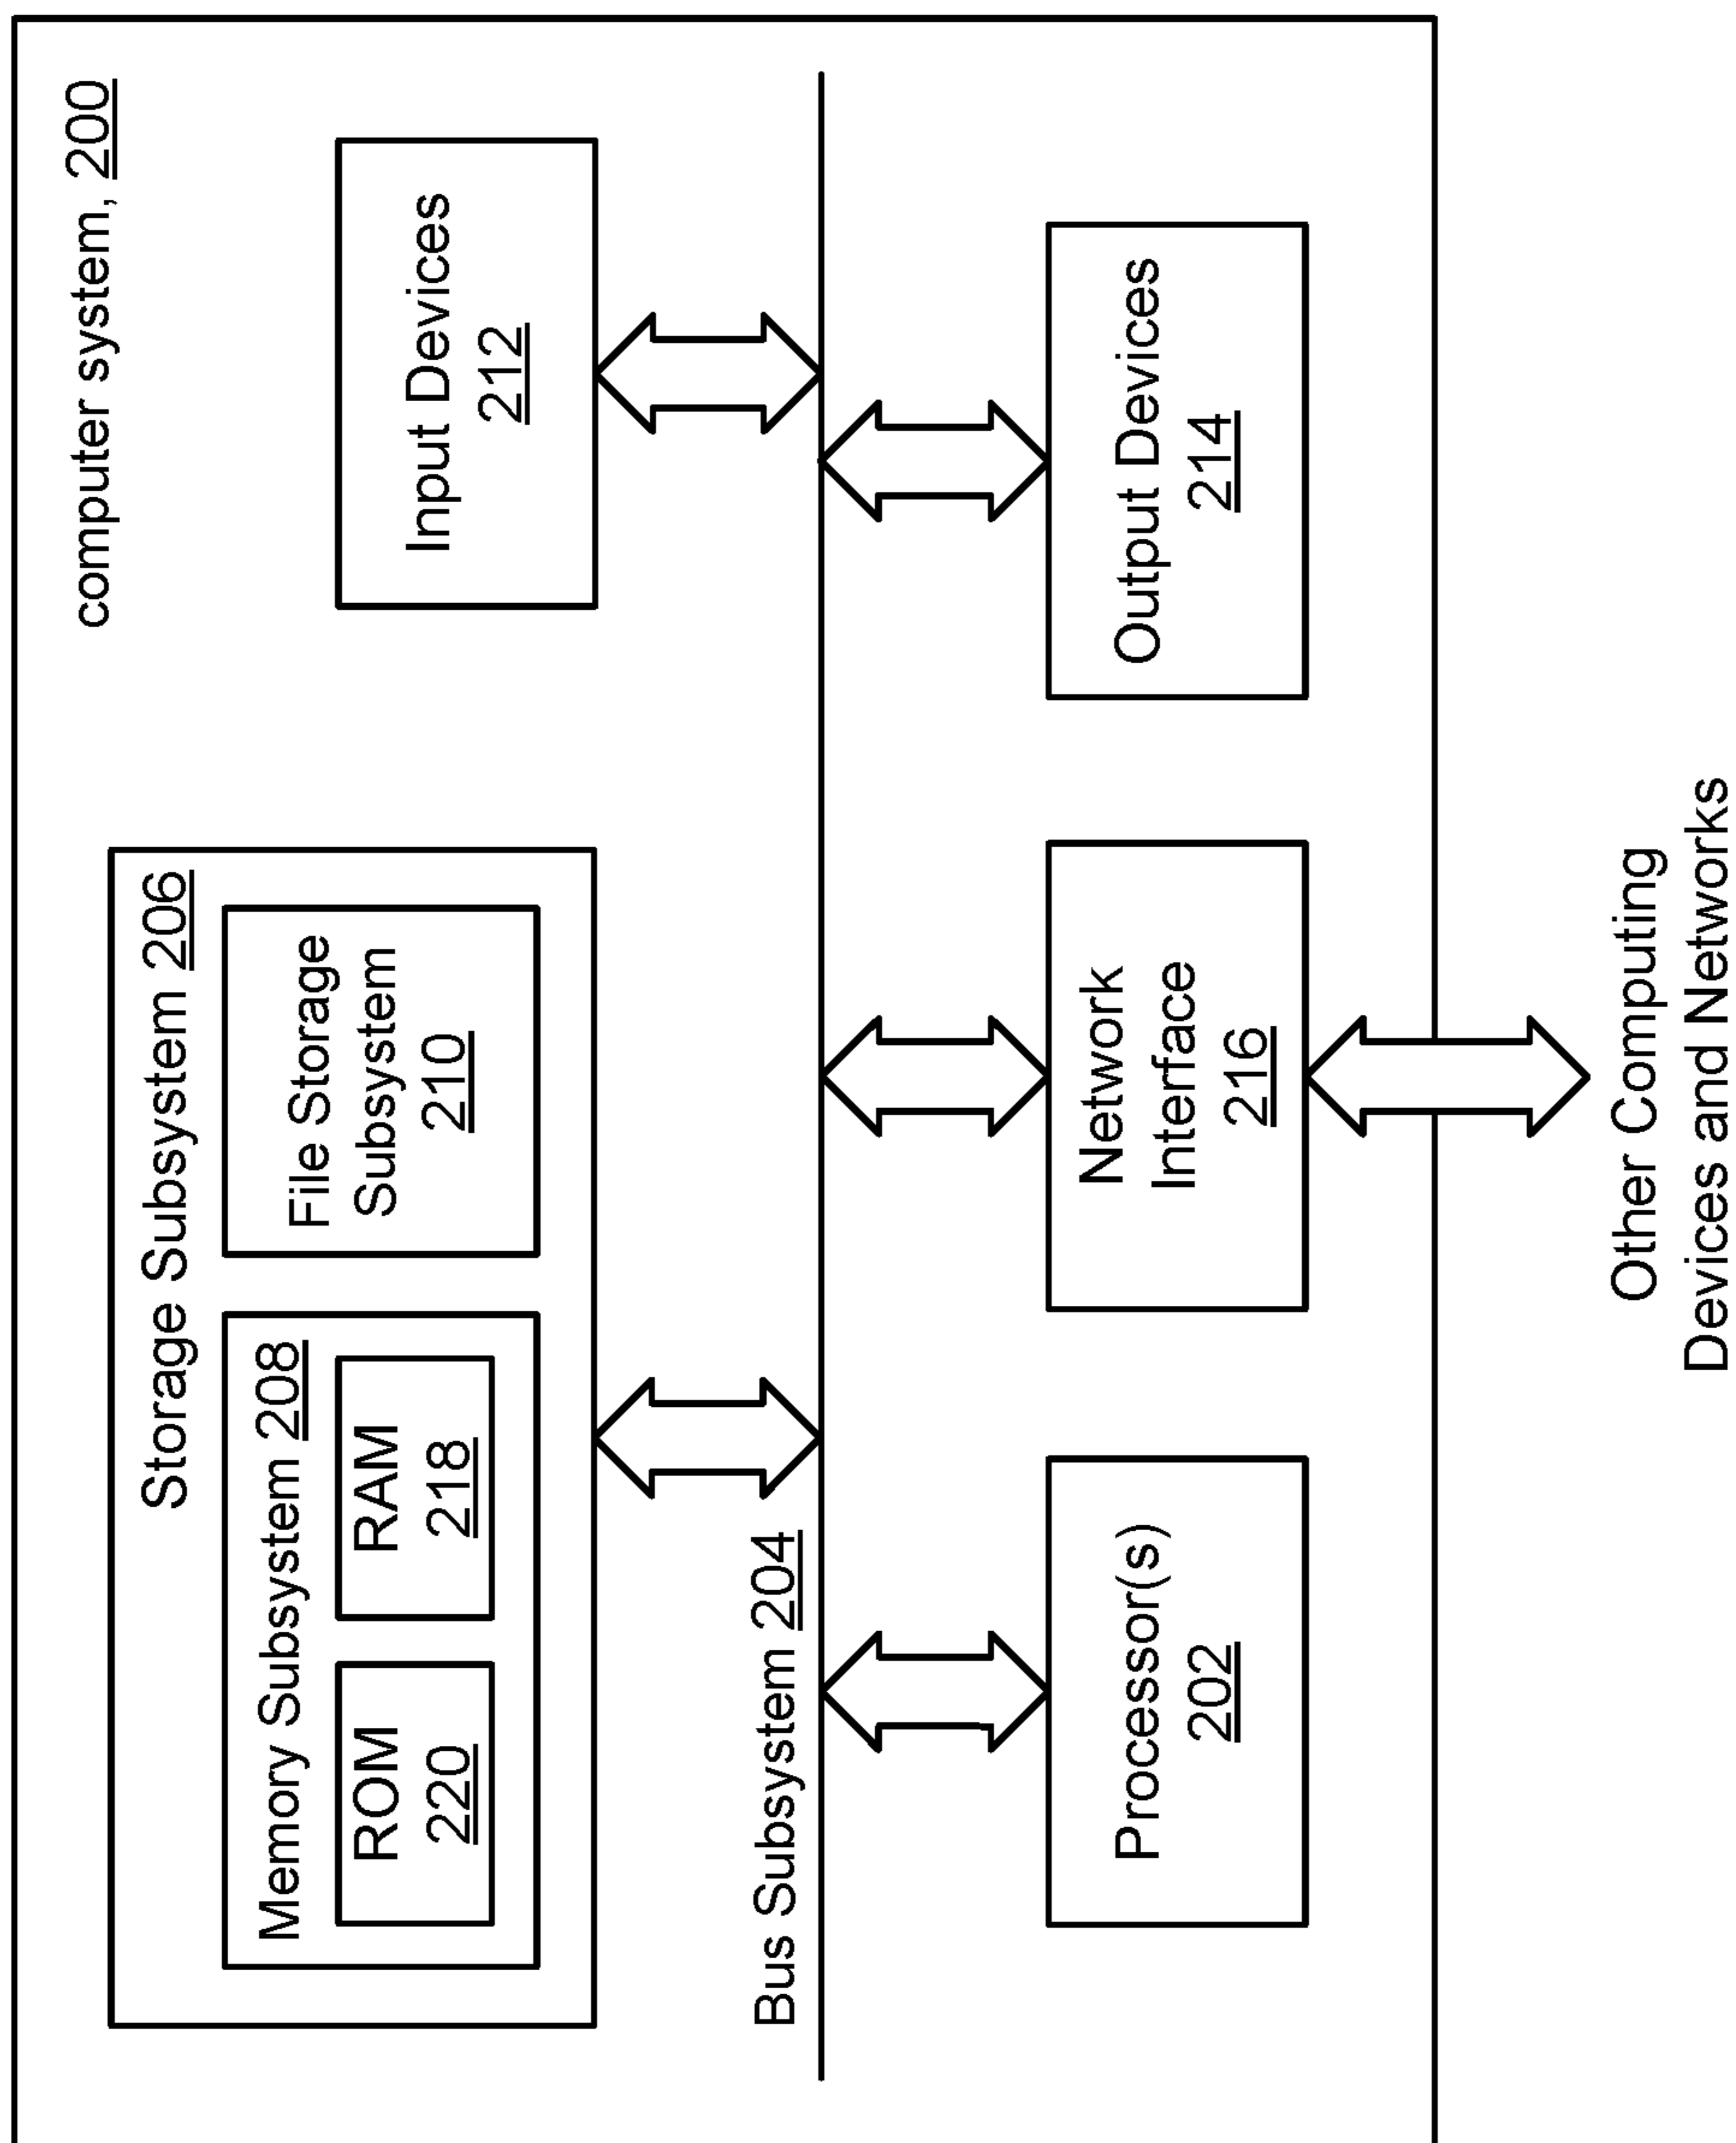 computer system, 200
Storage Subsystem 206
Memory Subsystem 208
ROM
220
RAM
218
File Storage
Subsystem
210
Input Devices
212
Bus Subsystem 204
Processor(s)
202
Network
Interface
216
Output Devices
214
Other Computing
Devices and Networks